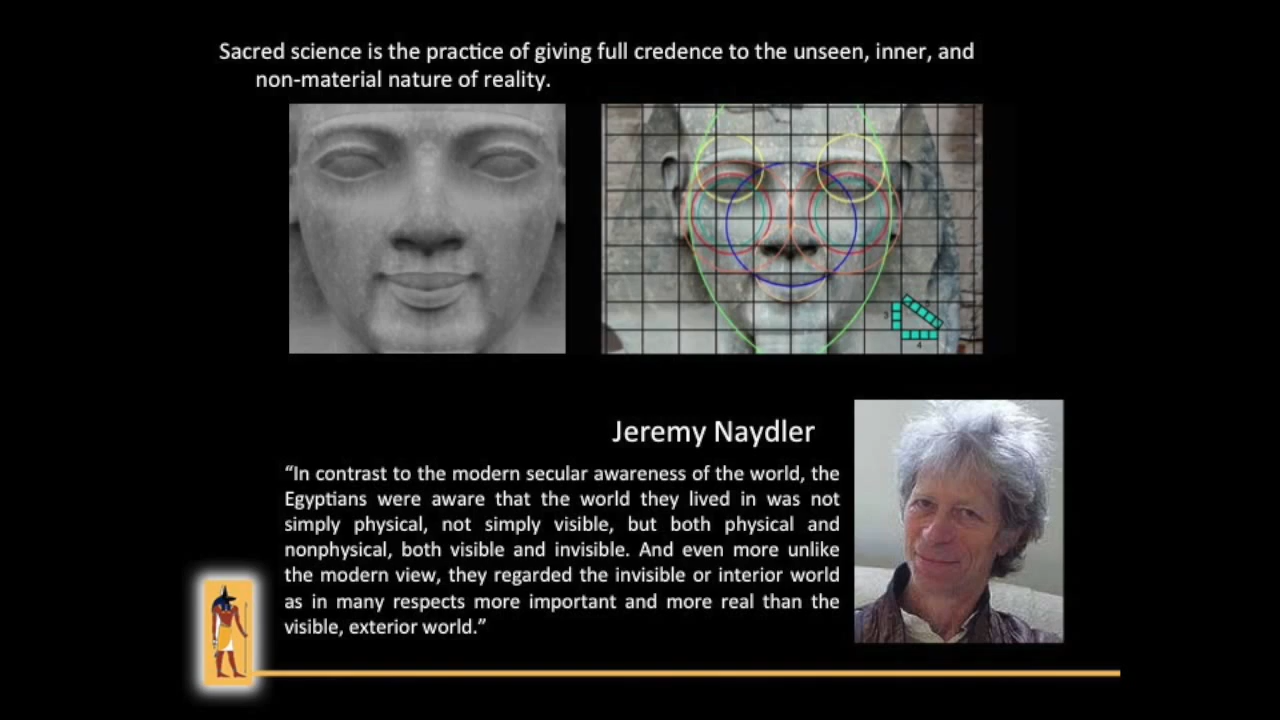 Sacred science is the practice of giving full credence to the unseen, inner, and
non-material nature of reality.
3
4
Jeremy Naydler
“In contrast to the modern secular awareness of the world, the
Egyptians were aware that the world they lived in was not
simply physical, not simply visible, but both physical and
nonphysical, both visible and invisible. And even more unlike
the modern view, they regarded the invisible or interior world
as in many respects more important and more real than the
visible, exterior world.”